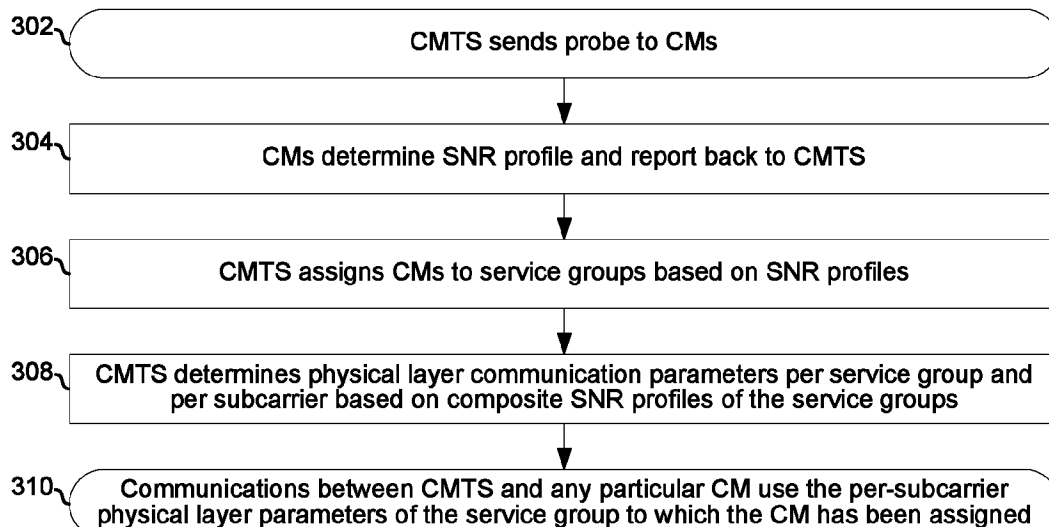 302
CMTS sends probe to CMs
304
CMs determine SNR profile and report back to CMTS
306
CMTS assigns CMs to service groups based on SNR profiles
308
CMTS determines physical layer communication parameters per service group and
per subcarrier based on composite SNR profiles of the service groups
310
Communications between CMTS and any particular CM use the per-subcarrier
physical layer parameters of the service group to which the CM has been assigned